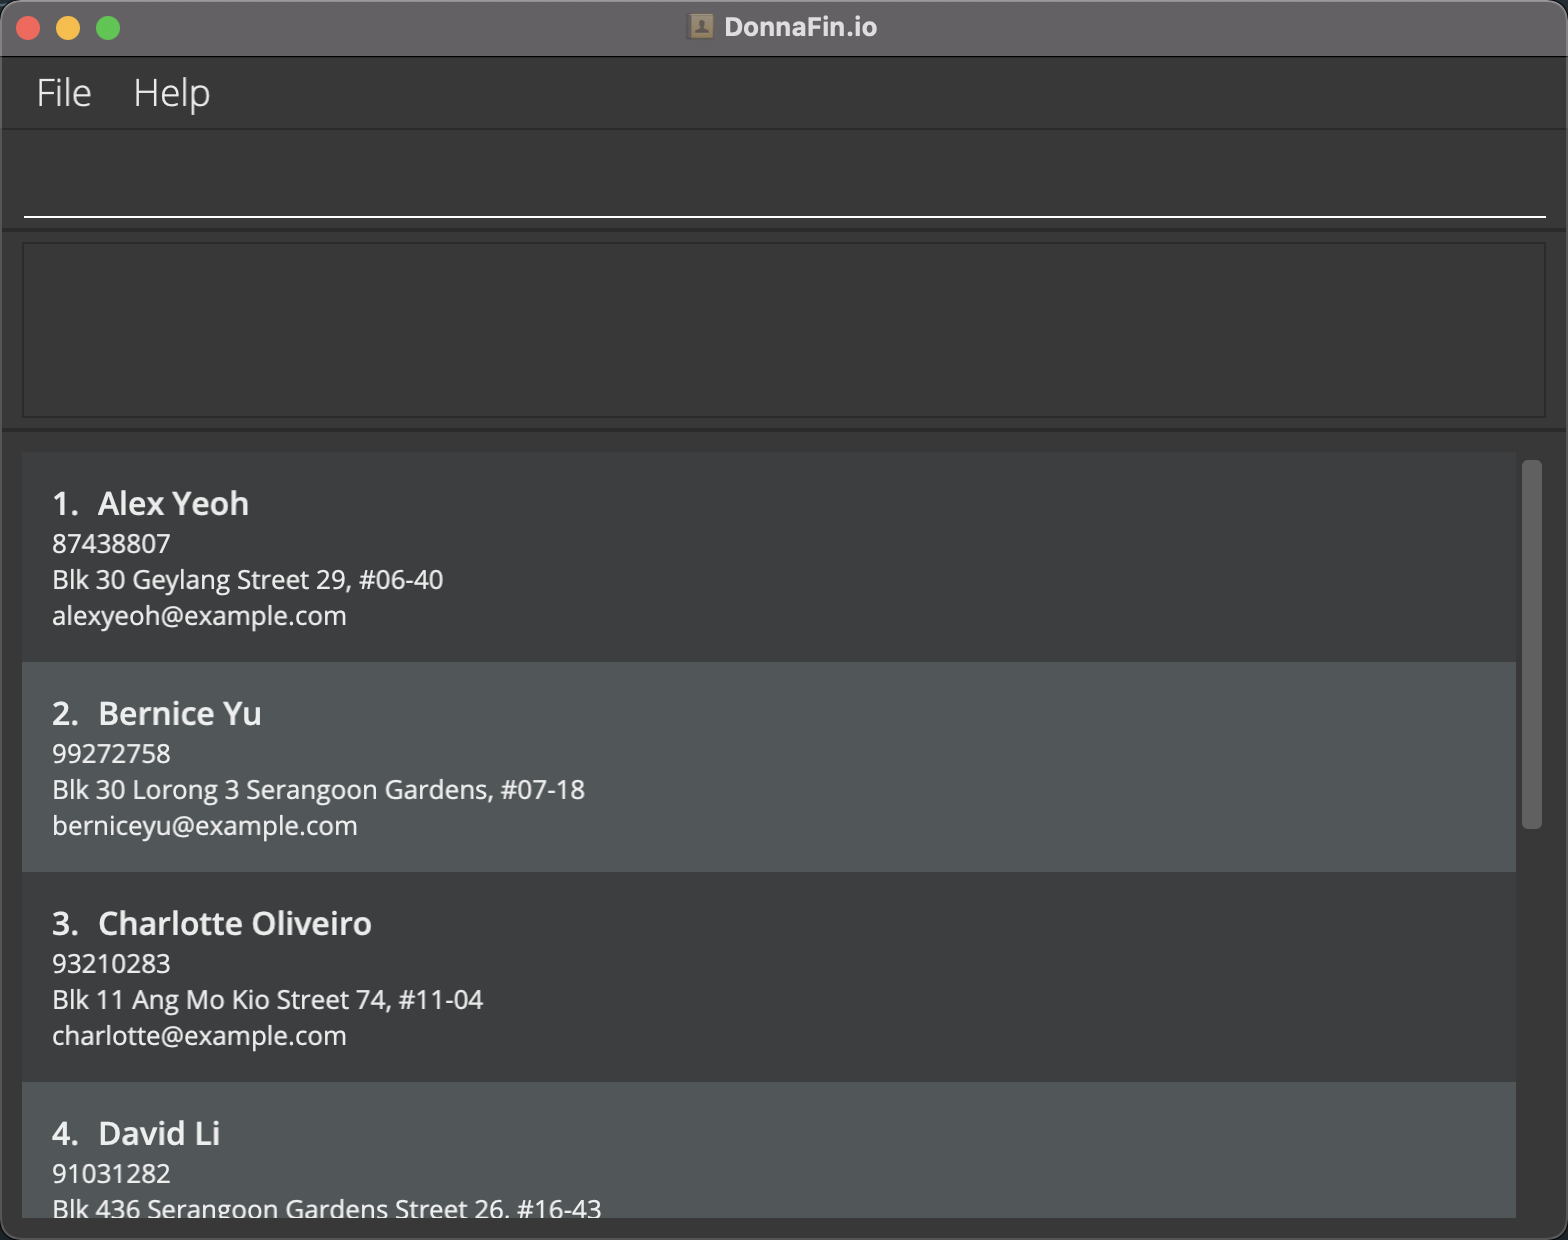 DonnaFin.io
File Help
1. Alex Yeoh
87438807
Blk 30 Geylang Street 29, #06-40
alexyeoh@example.com
2. Bernice Yu
99272758
Blk 30 Lorong 3 Serangoon Gardens, #07-18
berniceyu@example.com
3. Charlotte Oliveiro
93210283
Blk 11 Ang Mo Kio Street 74, #11-04
charlotte@example.com
4. David Li
91031282
Blk 436 Serangoon Gardens Street 26, #16-43